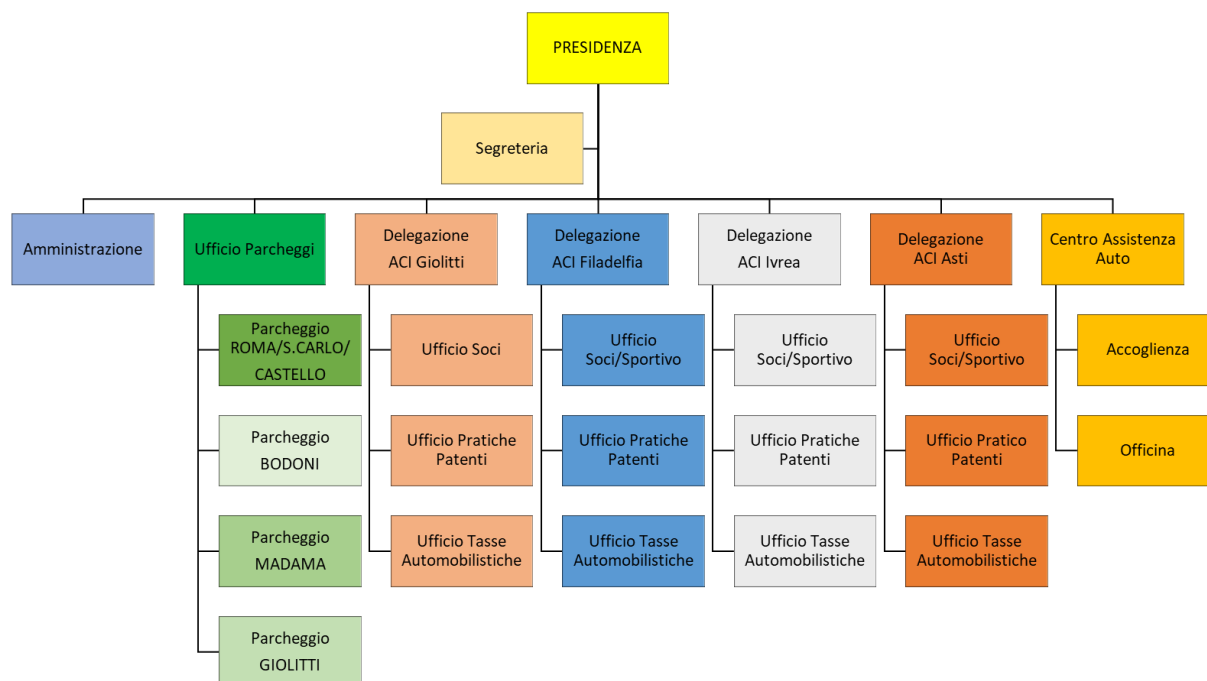 PRESIDENZA
Segreteria
Amministrazione
Ufficio Parcheggi
Delegazione
ACI Giolitti
Delegazione
ACI Filadelfia
Delegazione
ACI Ivrea
Delegazione
ACI Asti
Centro Assistenza
Auto
Parcheggio
ROMA/S.CARLO/
CASTELLO
Ufficio Soci
Ufficio
Soci/Sportivo
Ufficio
Soci/Sportivo
Ufficio
Soci/Sportivo
Accoglienza
Parcheggio
BODONI
Ufficio Pratiche
Patenti
Ufficio Pratiche
Patenti
Ufficio Pratiche
Patenti
Ufficio Pratico
Patenti
Officina
Parcheggio
MADAMA
Ufficio Tasse
Automobilistiche
Ufficio Tasse
Automobilistiche
Ufficio Tasse
Automobilistiche
Ufficio Tasse
Automobilistiche
Parcheggio
GIOLITTI